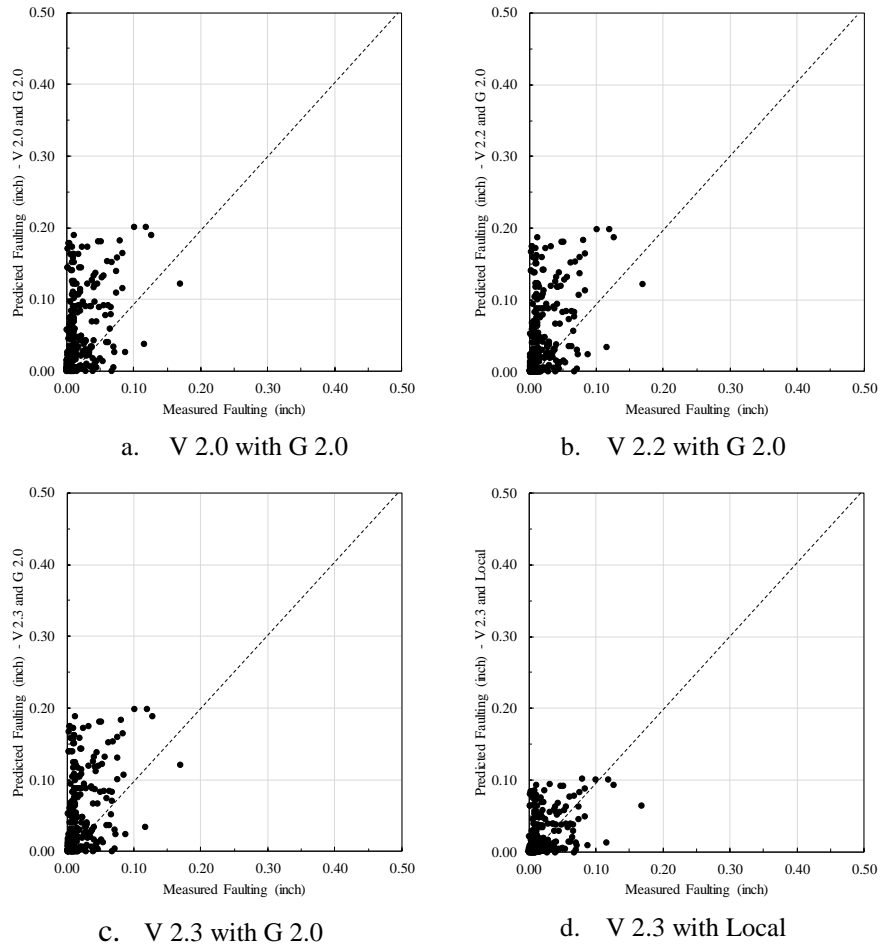 0.50
0.40
0.30
0.20
0.10
0.00
Predicted Faulting (inch) - V 2.0 and G 2.0
0.00 0.10 0.20 0.30 0.40 0.50
Measured Faulting (inch)
a. V 2.0 with G 2.0
0.50
0.40
0.30
0.20
0.10
0.00
Predicted Faulting (inch) - V 2.2 and G 2.0
0.00 0.10 0.20 0.30 0.40 0.50
Measured Faulting (inch)
b. V 2.2 with G 2.0
0.50
0.40
0.30
0.20
0.10
0.00
Predicted Faulting (inch) - V 2.3 and G 2.0
0.00 0.10 0.20 0.30 0.40 0.50
Measured Faulting (inch)
c. V 2.3 with G 2.0
0.50
0.40
0.30
0.20
0.10
0.00
Predicted Faulting (inch) - V 2.3 and Local
0.00 0.10 0.20 0.30 0.40 0.50
Measured Faulting (inch)
d. V 2.3 with Local